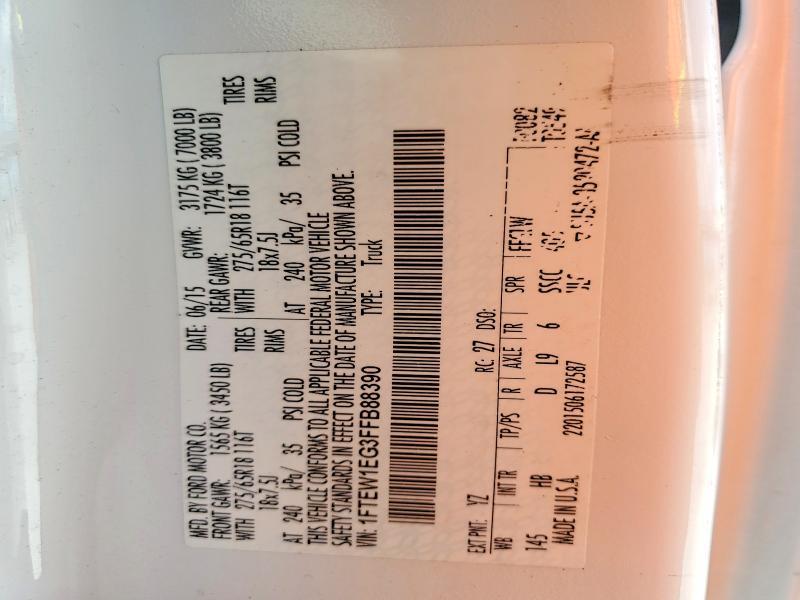 MFD. BY FORD MOTOR CO. DATE: 06/15 GVWR: 3175 KG ( 7000 LB)
FRONT GAWR: 1565 KG ( 3450 LB) REAR GAWR: 1724 KG ( 3800 LB)
WITH 275/65R18 116T TIRES WITH 275/65R18 116T TIRES
18x7.5J RIMS 18x7.5J RIMS
AT 240 kPa/ 35 PSI COLD AT 240 kPa/ 35 PSI COLD
THIS VEHICLE CONFORMS TO ALL APPLICABLE FEDERAL MOTOR VEHICLE
SAFETY STANDARDS IN EFFECT ON THE DATE OF MANUFACTURE SHOWN ABOVE.
VIN: 1FTEW1EG3FFB88390 TYPE: Truck
EXT PNT: YZ RC: 27 DSO:
WB INT TR TP/PS R AXLE TR SPR
145 HB D L9 6 SSCC
MADE IN U.S.A. 2201506172587